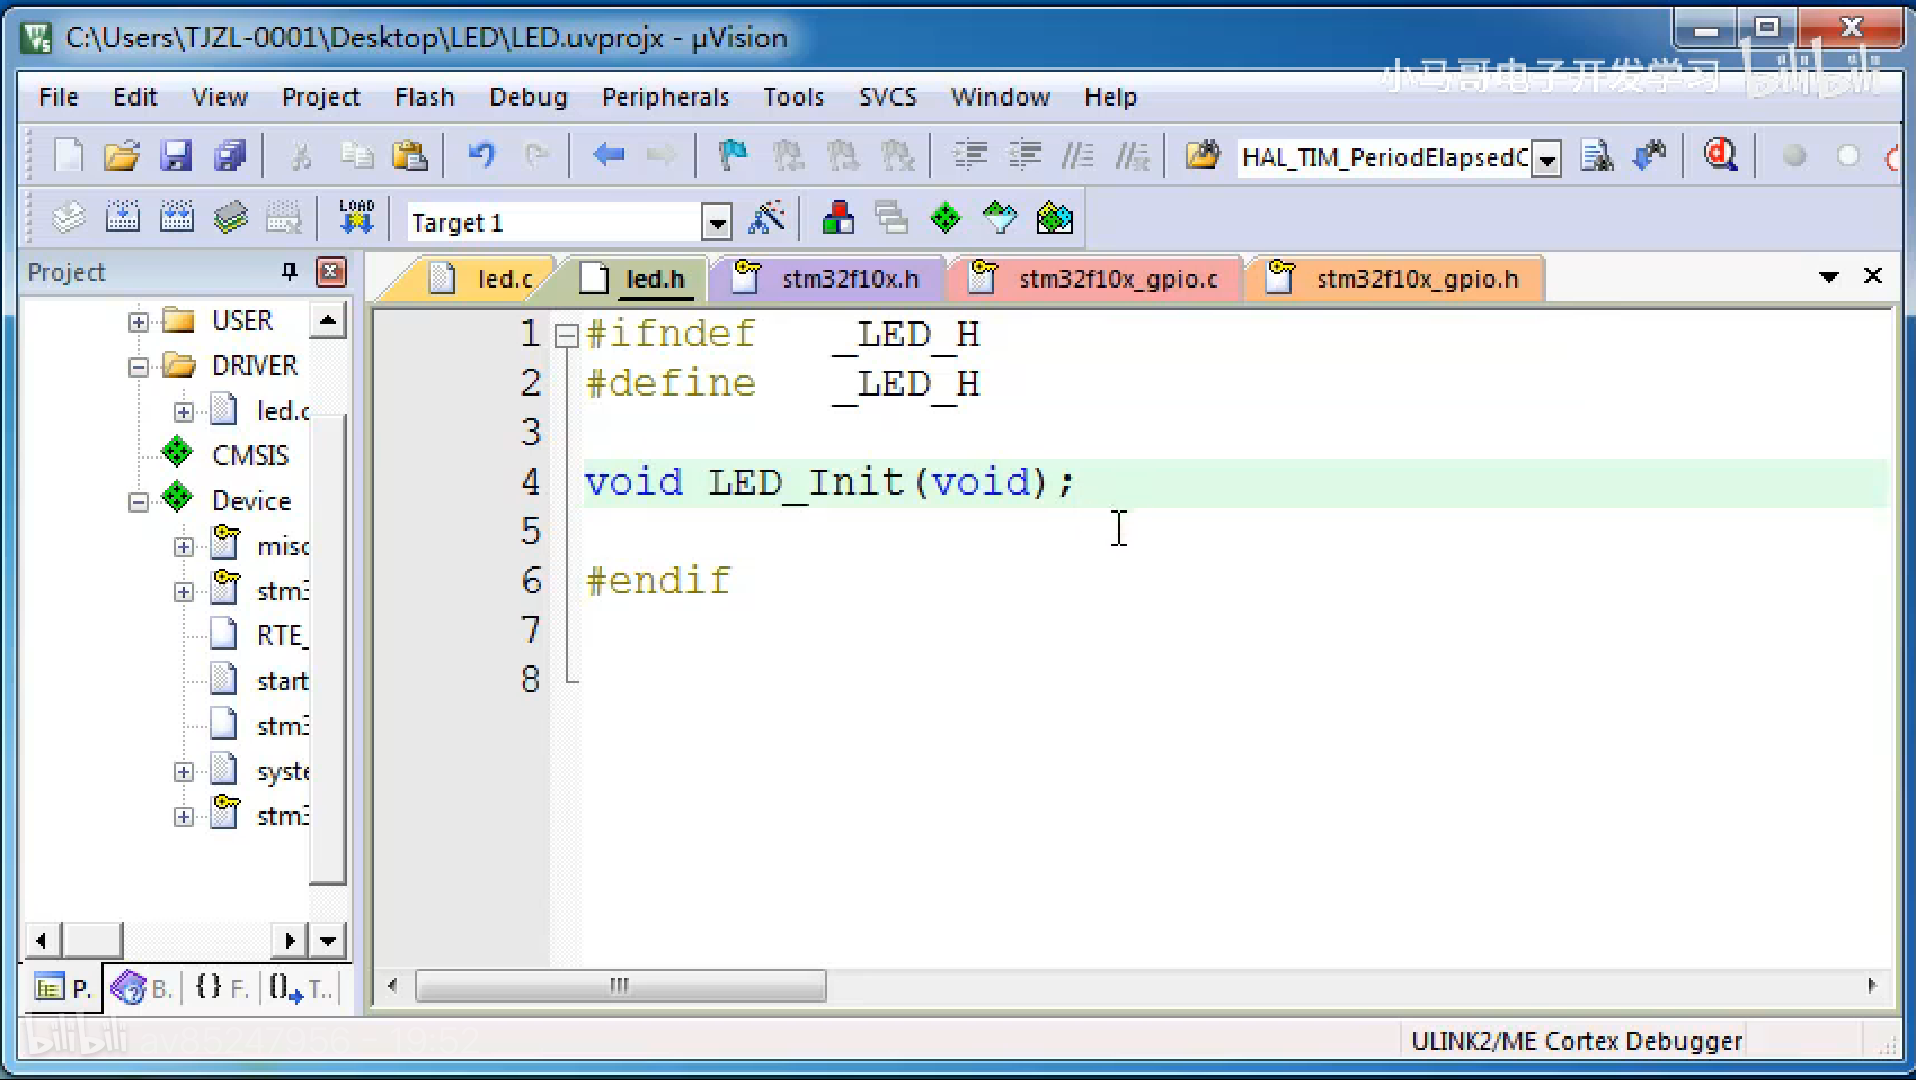 C:\Users\TJZL-0001\Desktop\LED\LED.uvprojx - µVision
小马哥电子开发学习 bilibili
File Edit View Project Flash Debug Peripherals Tools SVCS Window Help
HAL_TIM_PeriodElapsedC
LOAD Target 1
Project
led.c led.h stm32f10x.h stm32f10x_gpio.c stm32f10x_gpio.h
USER
DRIVER
led.c
CMSIS
Device
misc
stm3
RTE_
start
stm3
syste
stm3
1 #ifndef _LED_H
2 #define _LED_H
3
4 void LED_Init(void);
5
6 #endif
7
8
P. B. {} F. T..
bilibili av85247956 - 19:52
ULINK2/ME Cortex Debugger